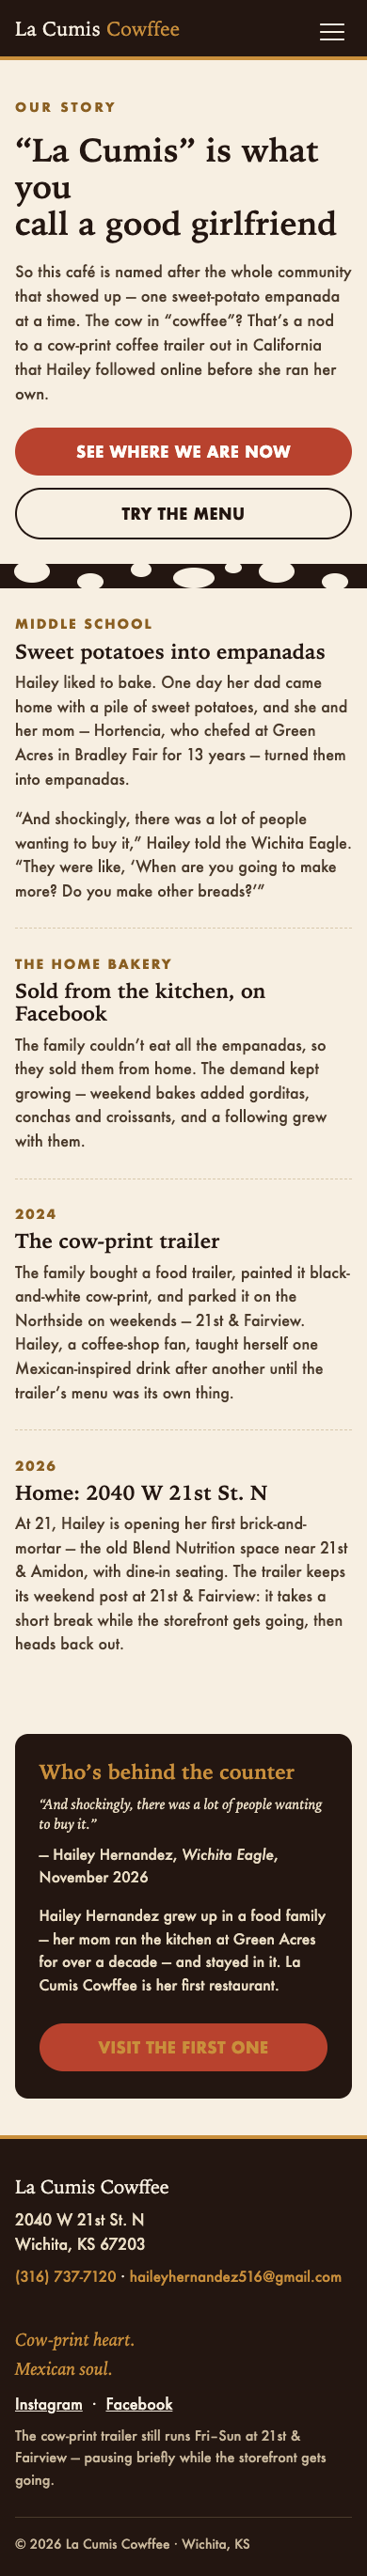 La Cumis Cowffee
OUR STORY
“La Cumis” is what
you
call a good girlfriend
So this café is named after the whole community
that showed up — one sweet-potato empanada
at a time. The cow in “cowffee”? That’s a nod
to a cow-print coffee trailer out in California
that Hailey followed online before she ran her
own.
SEE WHERE WE ARE NOW
TRY THE MENU
MIDDLE SCHOOL
Sweet potatoes into empanadas
Hailey liked to bake. One day her dad came
home with a pile of sweet potatoes, and she and
her mom — Hortencia, who chefed at Green
Acres in Bradley Fair for 13 years — turned them
into empanadas.
“And shockingly, there was a lot of people
wanting to buy it,” Hailey told the Wichita Eagle.
“They were like, ‘When are you going to make
more? Do you make other breads?’”
THE HOME BAKERY
Sold from the kitchen, on
Facebook
The family couldn’t eat all the empanadas, so
they sold them from home. The demand kept
growing — weekend bakes added gorditas,
conchas and croissants, and a following grew
with them.
2024
The cow-print trailer
The family bought a food trailer, painted it black-
and-white cow-print, and parked it on the
Northside on weekends — 21st & Fairview.
Hailey, a coffee-shop fan, taught herself one
Mexican-inspired drink after another until the
trailer’s menu was its own thing.
2026
Home: 2040 W 21st St. N
At 21, Hailey is opening her first brick-and-
mortar — the old Blend Nutrition space near 21st
& Amidon, with dine-in seating. The trailer keeps
its weekend post at 21st & Fairview: it takes a
short break while the storefront gets going, then
heads back out.
Who’s behind the counter
“And shockingly, there was a lot of people wanting
to buy it.”
— Hailey Hernandez, Wichita Eagle,
November 2026
Hailey Hernandez grew up in a food family
— her mom ran the kitchen at Green Acres
for over a decade — and stayed in it. La
Cumis Cowffee is her first restaurant.
VISIT THE FIRST ONE
La Cumis Cowffee
2040 W 21st St. N
Wichita, KS 67203
(316) 737-7120 · haileyhernandez516@gmail.com
Cow-print heart.
Mexican soul.
Instagram · Facebook
The cow-print trailer still runs Fri–Sun at 21st &
Fairview — pausing briefly while the storefront gets
going.
© 2026 La Cumis Cowffee · Wichita, KS